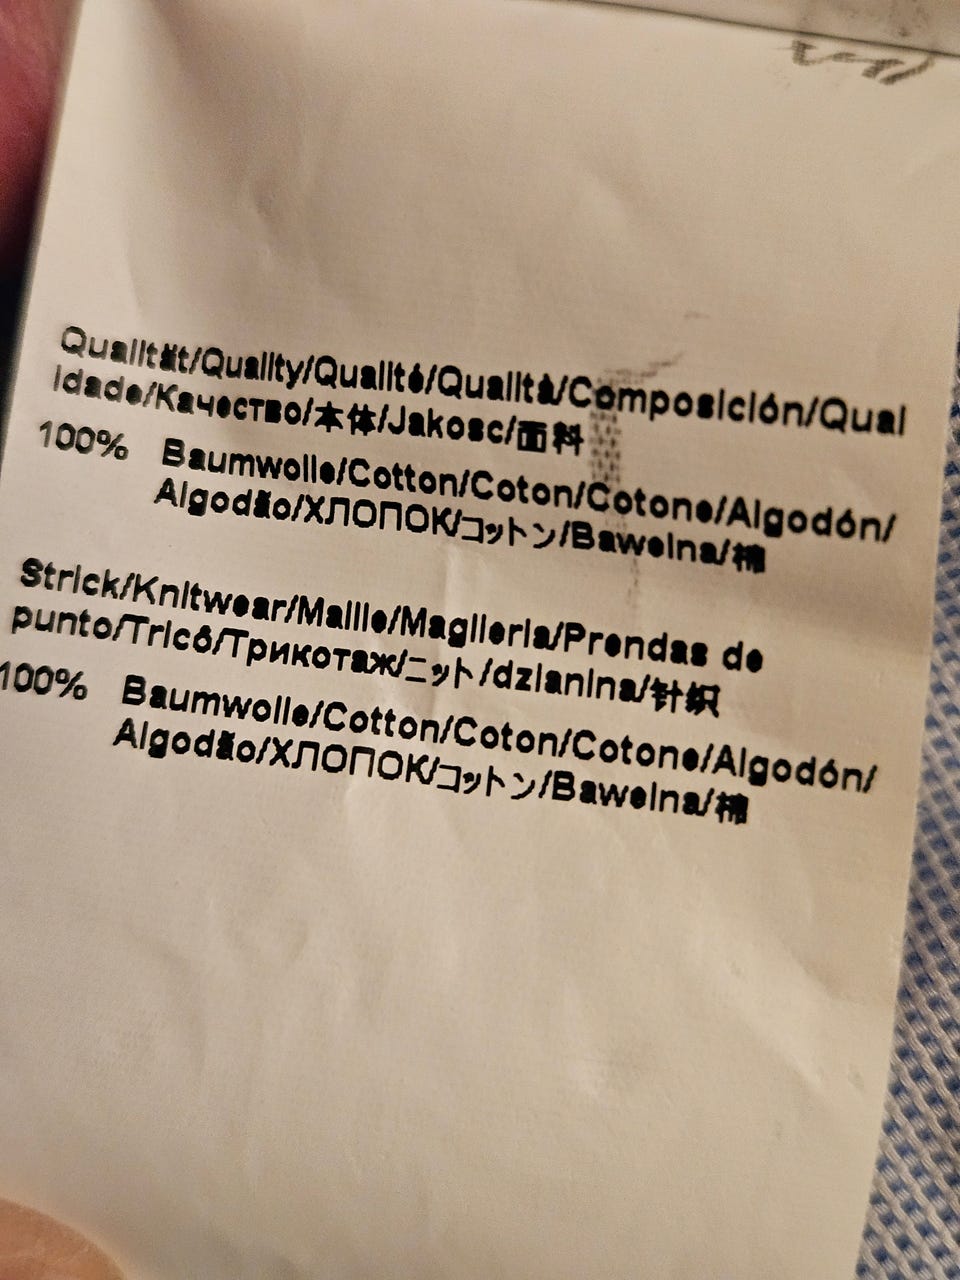 Qualität/Quality/Qualité/Qualità/Composición/Qual
idade/Качество/本体/Jakosc/面料
100% Baumwolle/Cotton/Coton/Cotone/Algodón/
Algodão/ХЛОПОК/コットン/Bawelna/棉
Strick/Knitwear/Maille/Maglieria/Prendas de
punto/Tricô/Трикотаж/ニット/dzianina/针织
100% Baumwolle/Cotton/Coton/Cotone/Algodón/
Algodão/ХЛОПОК/コットン/Bawelna/棉